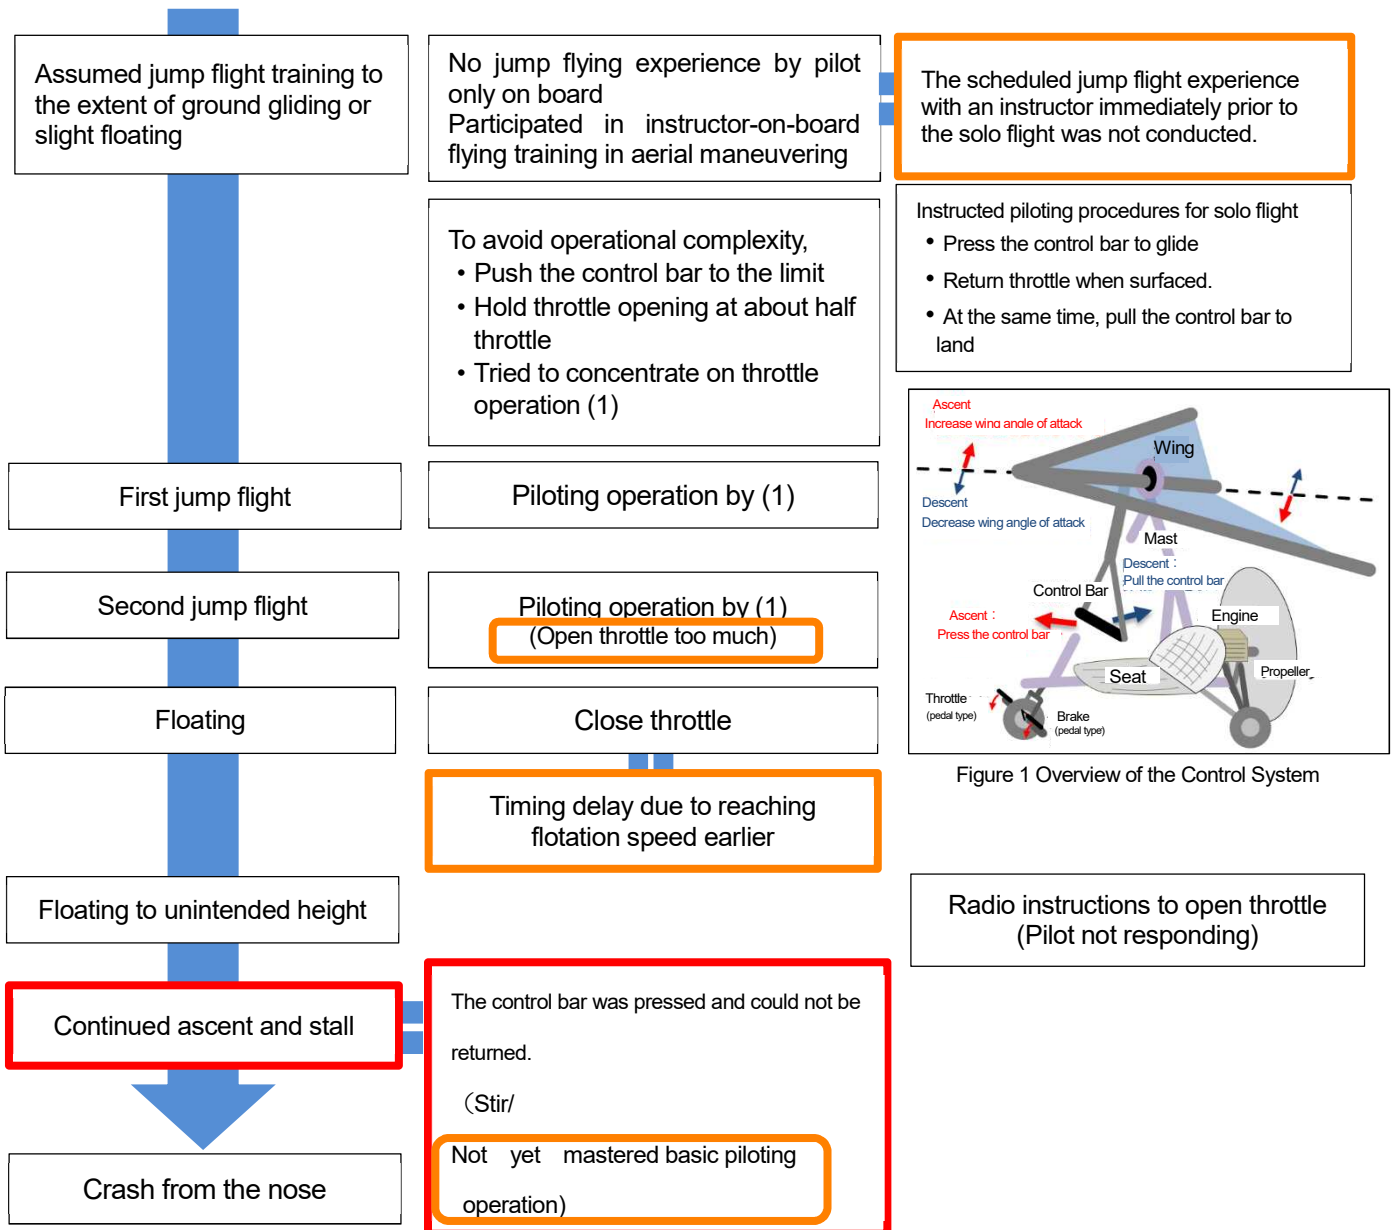 Assumed jump flight training to
the extent of ground gliding or
slight floating
No jump flying experience by pilot
only on board
Participated in instructor-on-board
flying training in aerial maneuvering
The scheduled jump flight experience
with an instructor immediately prior to
the solo flight was not conducted.
To avoid operational complexity,
・Push the control bar to the limit
・Hold throttle opening at about half
throttle
・Tried to concentrate on throttle
operation (1)
Instructed piloting procedures for solo flight
• Press the control bar to glide
• Return throttle when surfaced.
• At the same time, pull the control bar to
land
First jump flight
Piloting operation by (1)
Second jump flight
Piloting operation by (1)
(Open throttle too much)
Floating
Close throttle
Timing delay due to reaching
flotation speed earlier
Ascent
Increase wing angle of attack
Wing
Descent
Decrease wing angle of attack
Mast
Descent：
Pull the control bar
Control Bar
Ascent：
Press the control bar
Engine
Seat
Propeller
Throttle
(pedal type)
Brake
(pedal type)
Figure 1 Overview of the Control System
Floating to unintended height
Radio instructions to open throttle
(Pilot not responding)
Continued ascent and stall
The control bar was pressed and could not be
returned.
（Stir/
Not yet mastered basic piloting
operation)
Crash from the nose